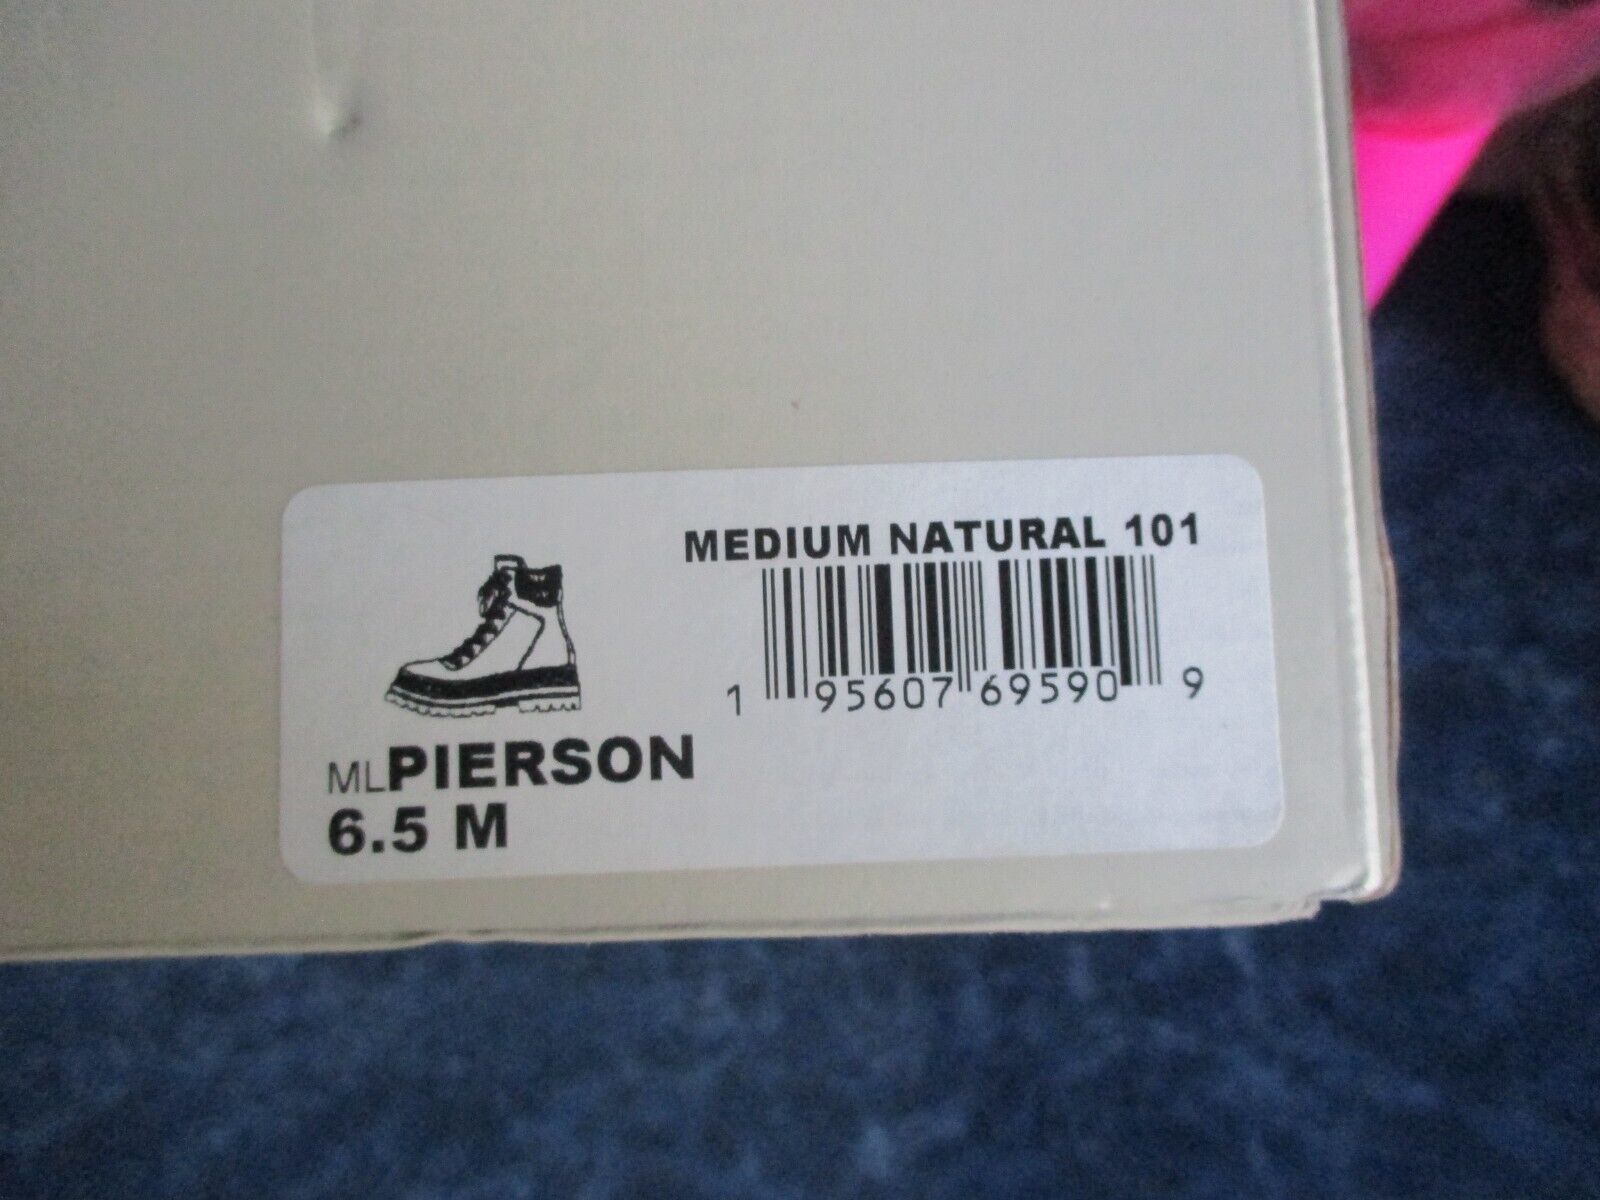 MEDIUM NATURAL 101
1 95607 69590 9
MLPIERSON
6.5 M